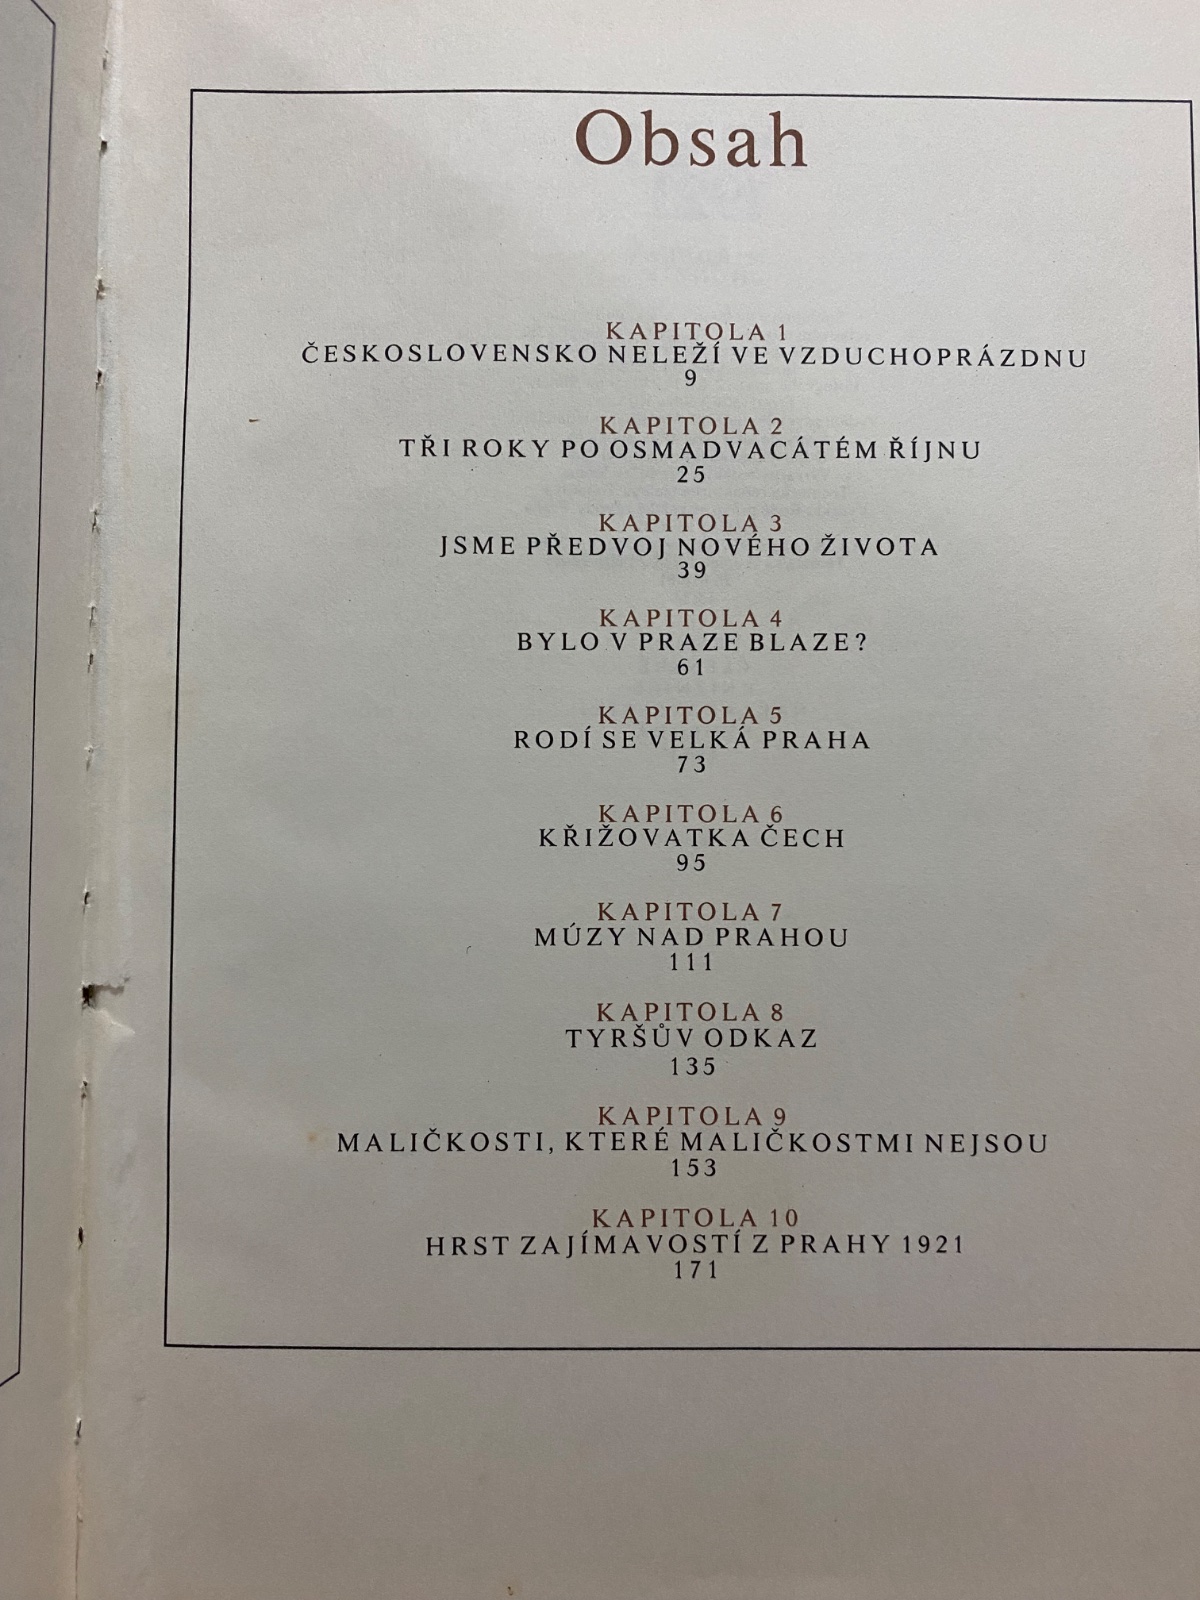 Obsah
KAPITOLA 1
ČESKOSLOVENSKO NELEŽÍ VE VZDUCHOPRÁZDNU
9
KAPITOLA 2
TŘI ROKY PO OSMADVACÁTÉM ŘÍJNU
25
KAPITOLA 3
JSME PŘEDVOJ NOVÉHO ŽIVOTA
39
KAPITOLA 4
BYLO V PRAZE BLAZE?
61
KAPITOLA 5
RODÍ SE VELKÁ PRAHA
73
KAPITOLA 6
KŘIŽOVATKA ČECH
95
KAPITOLA 7
MÚZY NAD PRAHOU
111
KAPITOLA 8
TYRŠŮV ODKAZ
135
KAPITOLA 9
MALIČKOSTI, KTERÉ MALIČKOSTMI NEJSOU
153
KAPITOLA 10
HRST ZAJÍMAVOSTÍ Z PRAHY 1921
171